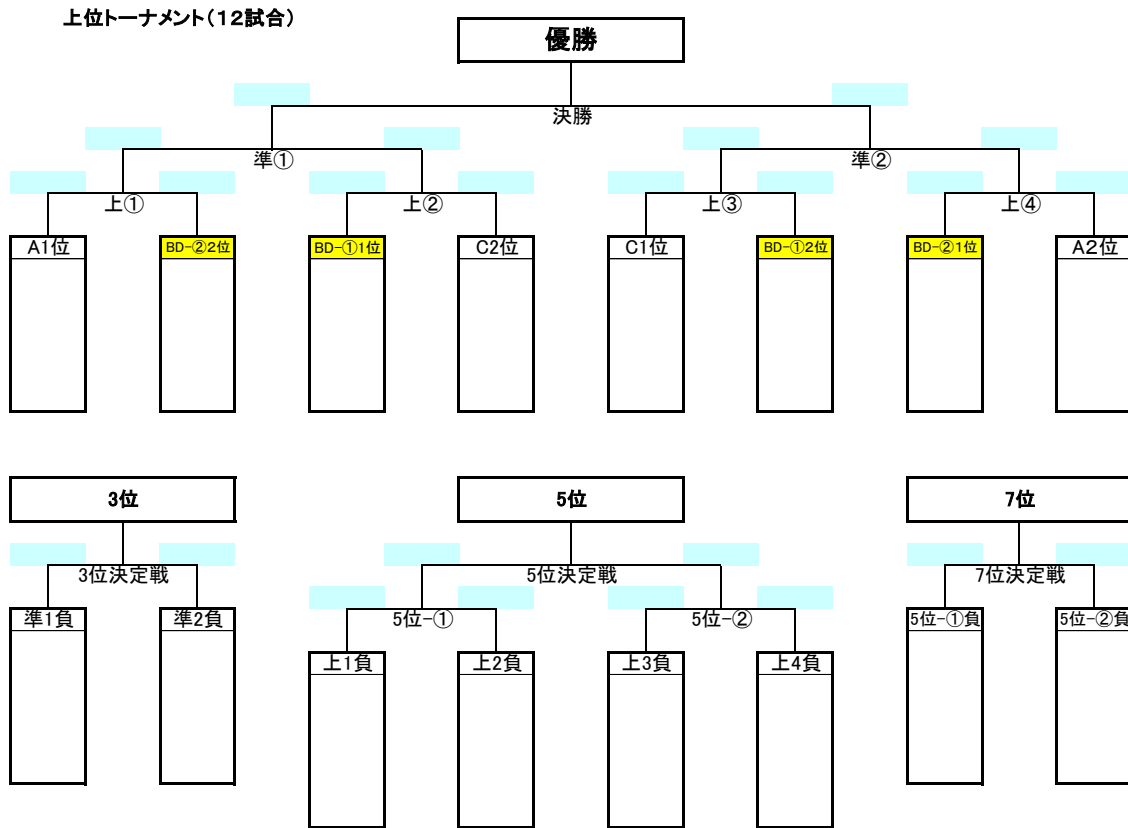 上位トーナメント(12試合)
優勝
決勝
準① 準②
上① 上② 上③ 上④
A1位 BD-②2位 BD-①1位 C2位 C1位 BD-①2位 BD-②1位 A2位
3位 5位 7位
3位決定戦 5位決定戦 7位決定戦
準1負 準2負 5位-① 5位-② 5位-①負 5位-②負
上1負 上2負 上3負 上4負